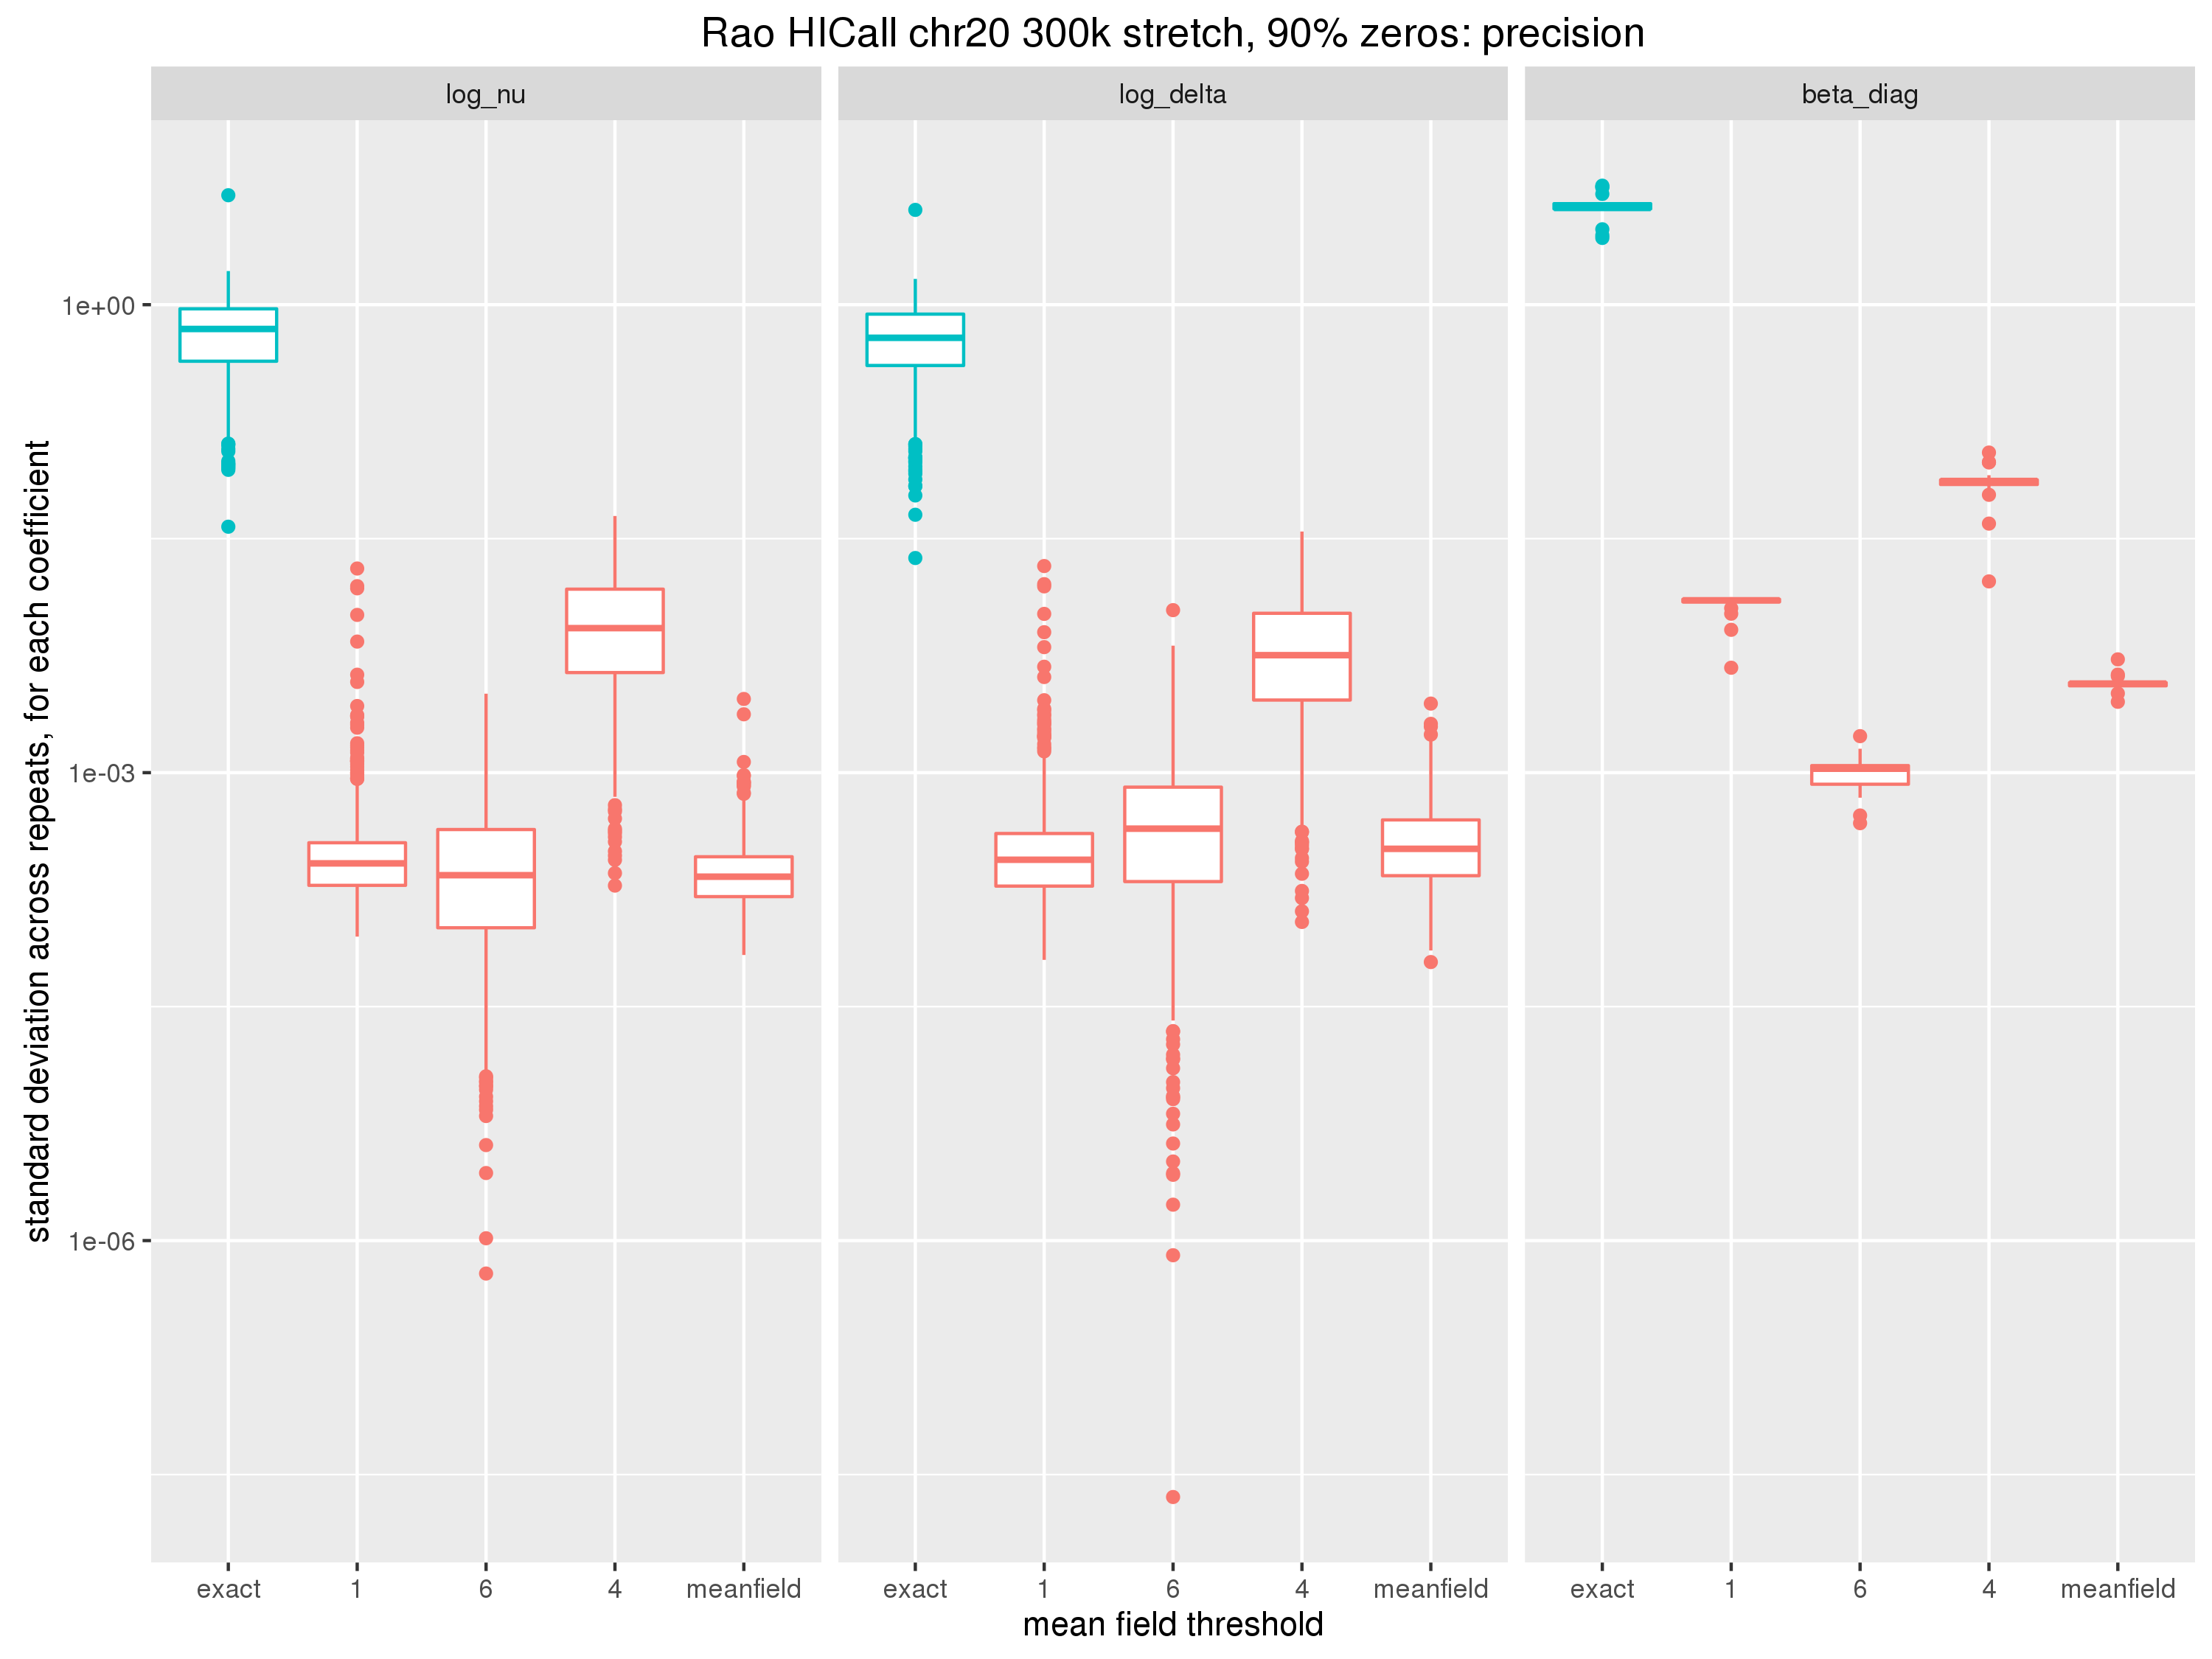 Rao HICall chr20 300k stretch, 90% zeros: precision
log_nu log_delta beta_diag
standard deviation across repeats, for each coefficient
1e+00
1e-03
1e-06
exact 1 6 4 meanfield exact 1 6 4 meanfield exact 1 6 4 meanfield
mean field threshold